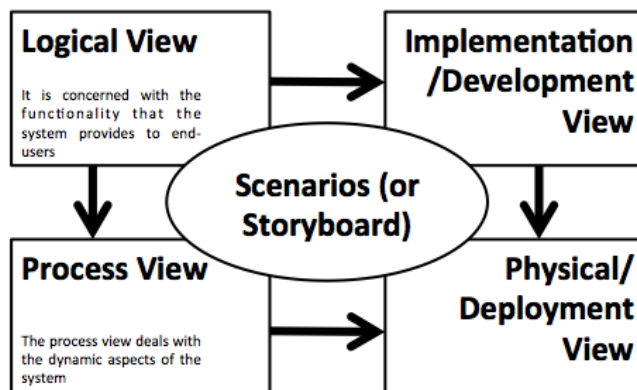 Logical View
It is concerned with the
functionality that the
system provides to end-
users
Implementation
/Development
View
Scenarios (or
Storyboard)
Process View
The process view deals with
the dynamic aspects of the
system
Physical/
Deployment
View